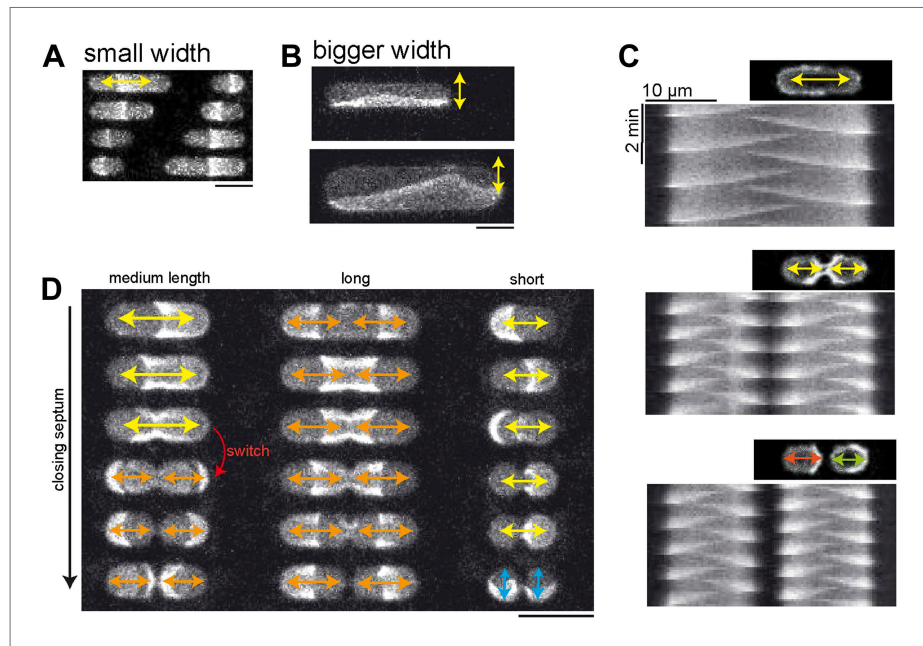 A small width
B bigger width
C
10 µm
2 min
D
medium length
long
short
closing septum
switch